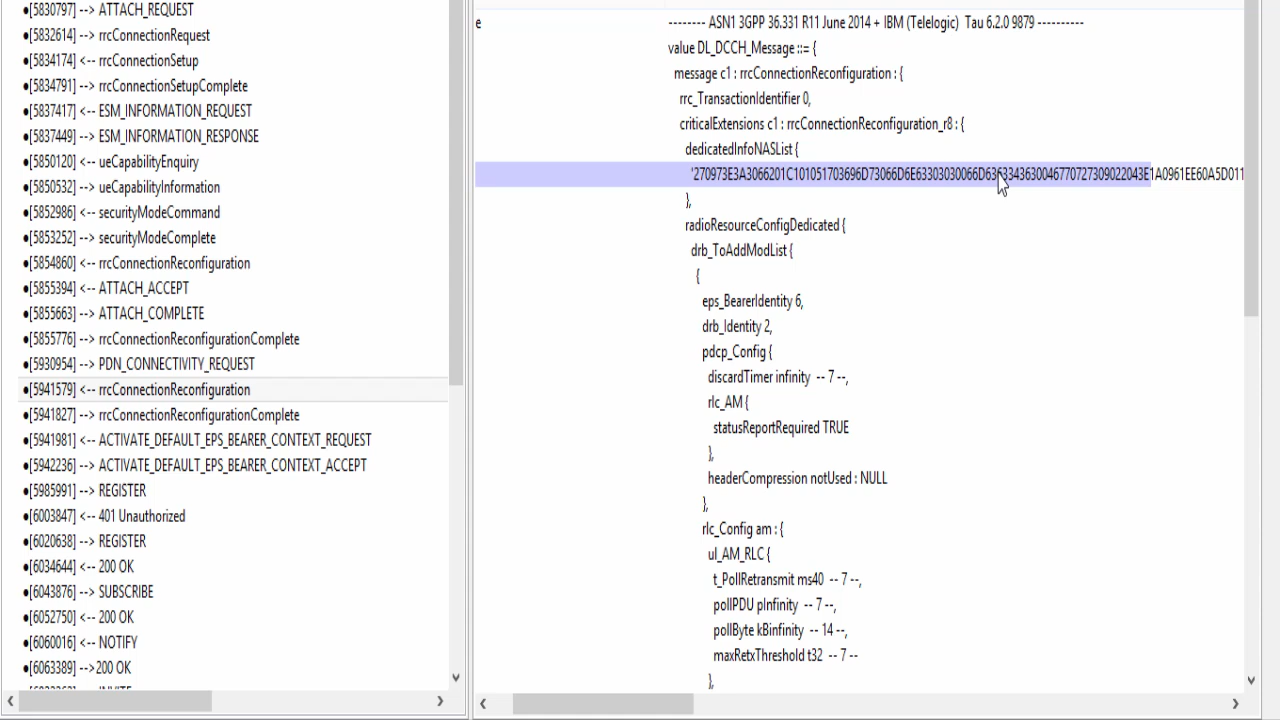 ●[5830797] --> ATTACH_REQUEST
●[5832614] --> rrcConnectionRequest
●[5834174] <-- rrcConnectionSetup
●[5834791] --> rrcConnectionSetupComplete
●[5837417] <-- ESM_INFORMATION_REQUEST
●[5837449] --> ESM_INFORMATION_RESPONSE
●[5850120] <-- ueCapabilityEnquiry
●[5850532] --> ueCapabilityInformation
●[5852986] <-- securityModeCommand
●[5853252] --> securityModeComplete
●[5854860] <-- rrcConnectionReconfiguration
●[5855394] <-- ATTACH_ACCEPT
●[5855663] --> ATTACH_COMPLETE
●[5855776] --> rrcConnectionReconfigurationComplete
●[5930954] --> PDN_CONNECTIVITY_REQUEST
●[5941579] <-- rrcConnectionReconfiguration
●[5941827] --> rrcConnectionReconfigurationComplete
●[5941981] <-- ACTIVATE_DEFAULT_EPS_BEARER_CONTEXT_REQUEST
●[5942236] --> ACTIVATE_DEFAULT_EPS_BEARER_CONTEXT_ACCEPT
●[5985991] --> REGISTER
●[6003847] <-- 401 Unauthorized
●[6020638] --> REGISTER
●[6034644] <-- 200 OK
●[6043876] --> SUBSCRIBE
●[6052750] <-- 200 OK
●[6060016] <-- NOTIFY
●[6063389] -->200 OK
e
-------- ASN1 3GPP 36.331 R11 June 2014 + IBM (Telelogic) Tau 6.2.0 9879 ----------
value DL_DCCH_Message ::= {
message c1 : rrcConnectionReconfiguration : {
rrc_TransactionIdentifier 0,
criticalExtensions c1 : rrcConnectionReconfiguration_r8 : {
dedicatedInfoNASList {
},
radioResourceConfigDedicated {
drb_ToAddModList {
{
eps_BearerIdentity 6,
drb_Identity 2,
pdcp_Config {
discardTimer infinity -- 7 --,
rlc_AM {
statusReportRequired TRUE
},
headerCompression notUsed : NULL
},
rlc_Config am : {
ul_AM_RLC {
t_PollRetransmit ms40 -- 7 --,
pollPDU pInfinity -- 7 --,
pollByte kBinfinity -- 14 --,
maxRetxThreshold t32 -- 7 --
},